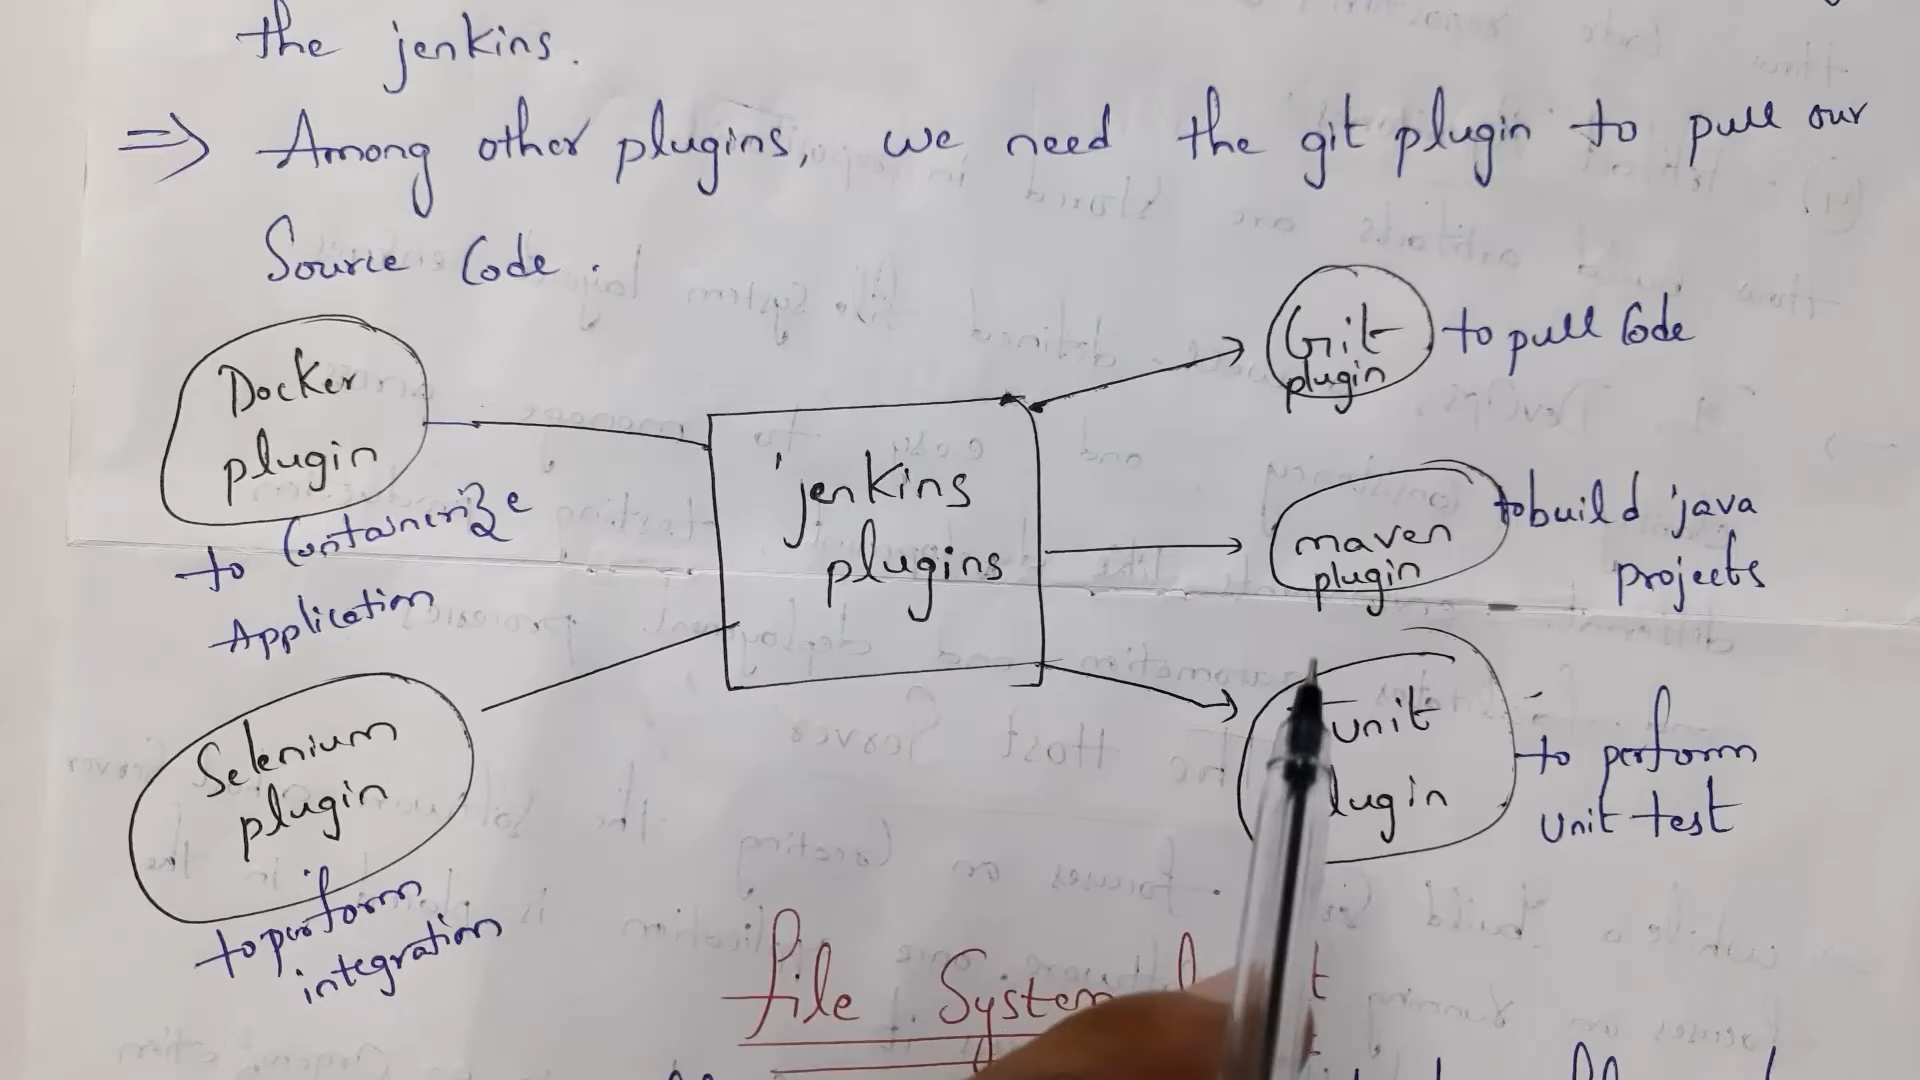 the jenkins.
⇒ Among other plugins, we need the git plugin to pull our
Source Code.
Docker
plugin
to Containerize
Application
Selenium
plugin
to perform
integration
jenkins
plugins
Git
plugin
to pull Code
maven
plugin
to build java
projects
unit
to perform
unit test
File System